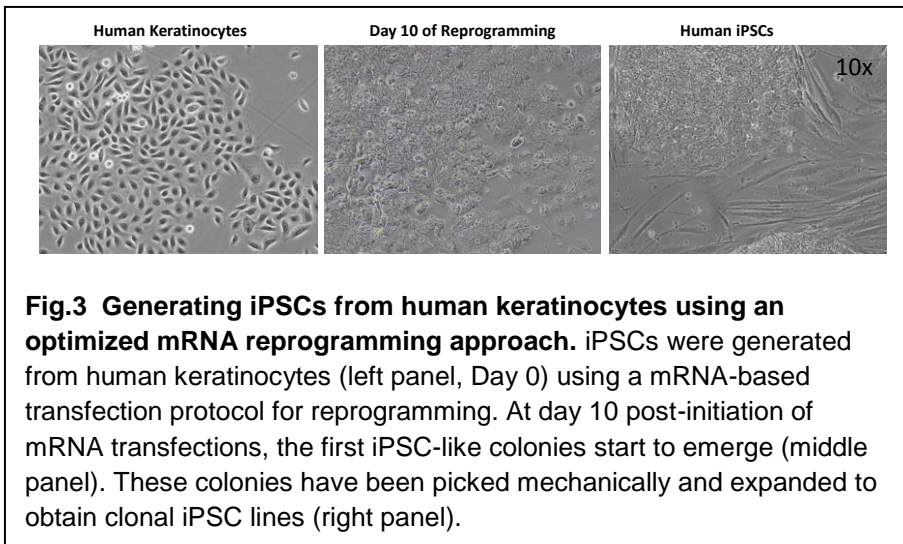 Human Keratinocytes Day 10 of Reprogramming Human iPSCs
10x
Fig.3 Generating iPSCs from human keratinocytes using an
optimized mRNA reprogramming approach. iPSCs were generated
from human keratinocytes (left panel, Day 0) using a mRNA-based
transfection protocol for reprogramming. At day 10 post-initiation of
mRNA transfections, the first iPSC-like colonies start to emerge (middle
panel). These colonies have been picked mechanically and expanded to
obtain clonal iPSC lines (right panel).